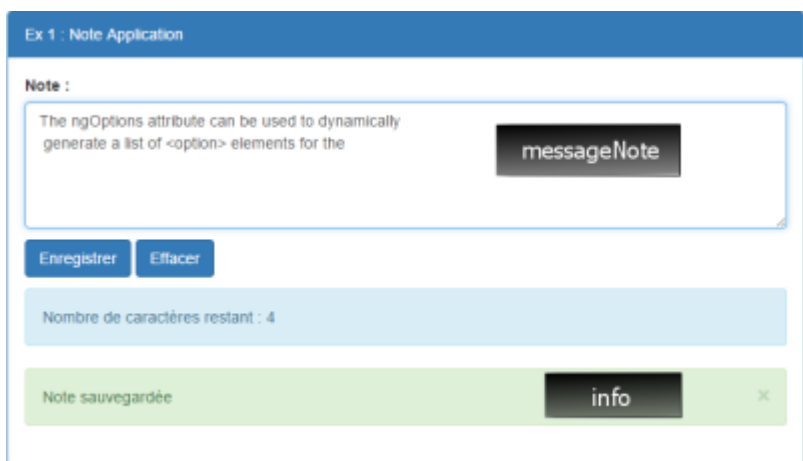 Ex 1 : Note Application
Note :
The ngOptions attribute can be used to dynamically
generate a list of <option> elements for the
messageNote
Enregistrer Effacer
Nombre de caractères restant : 4
Note sauvegardée
info
×